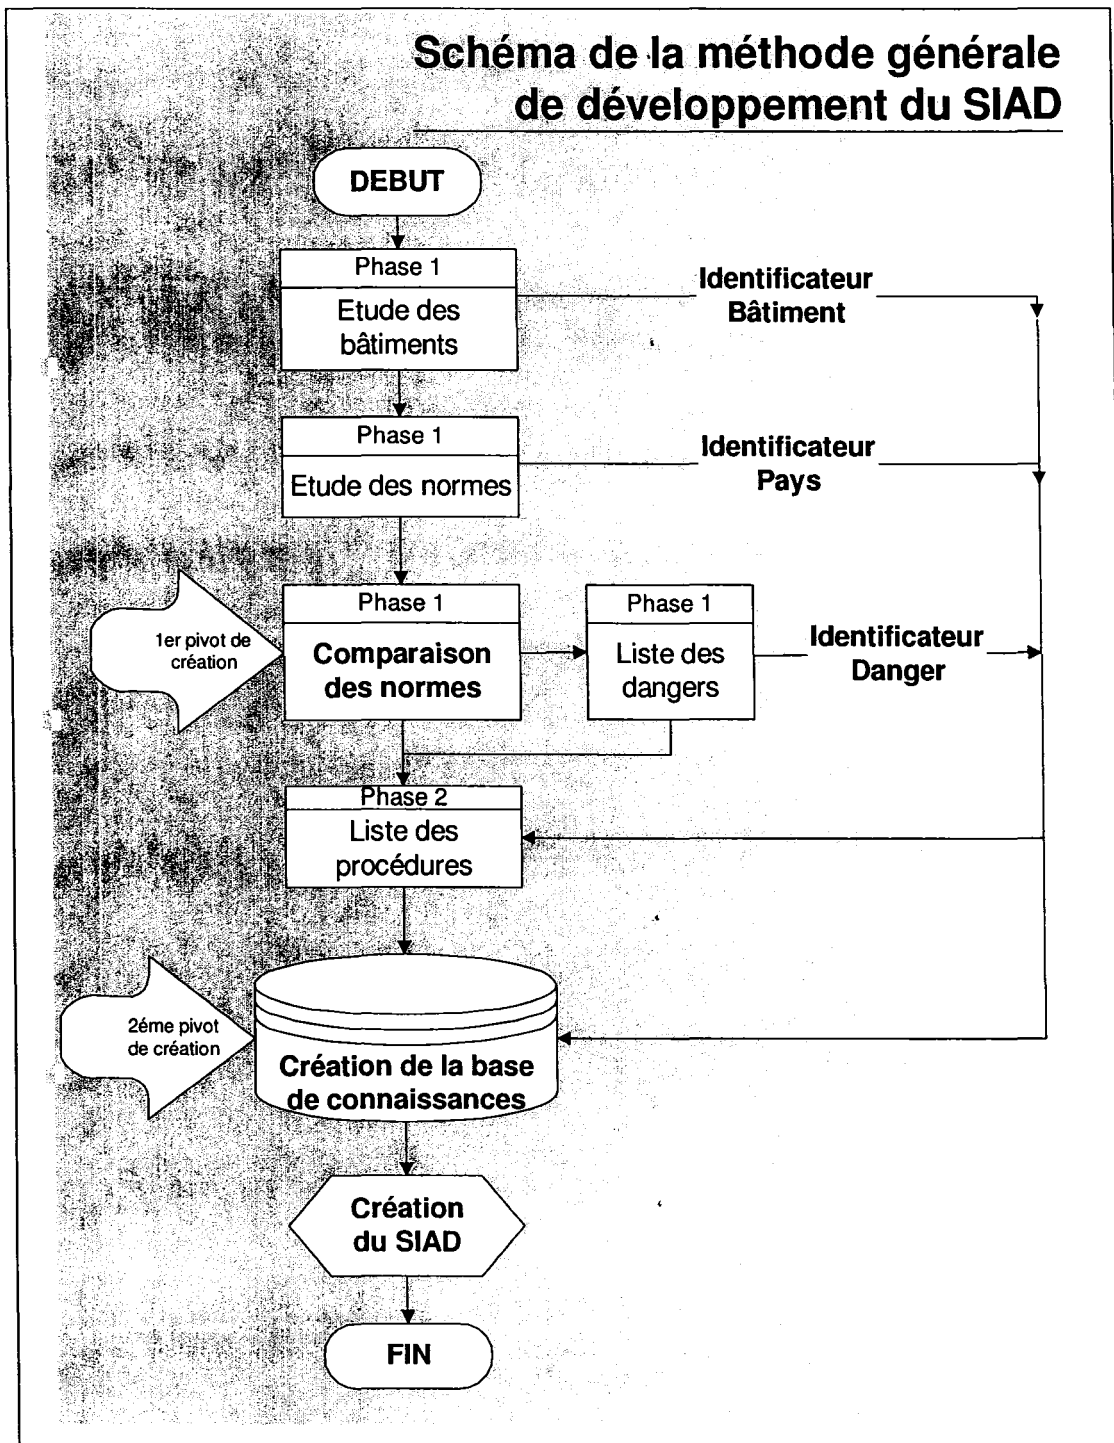 Schéma de la méthode générale
de développement du SIAD
DEBUT
Phase 1
Etude des
bâtiments
Identificateur
Bâtiment
Phase 1
Etude des normes
Identificateur
Pays
1er pivot de
création
Phase 1
Comparaison
des normes
Phase 1
Liste des
dangers
Identificateur
Danger
Phase 2
Liste des
procédures
2éme pivot
de création
Création de la base
de connaissances
Création
du SIAD
FIN